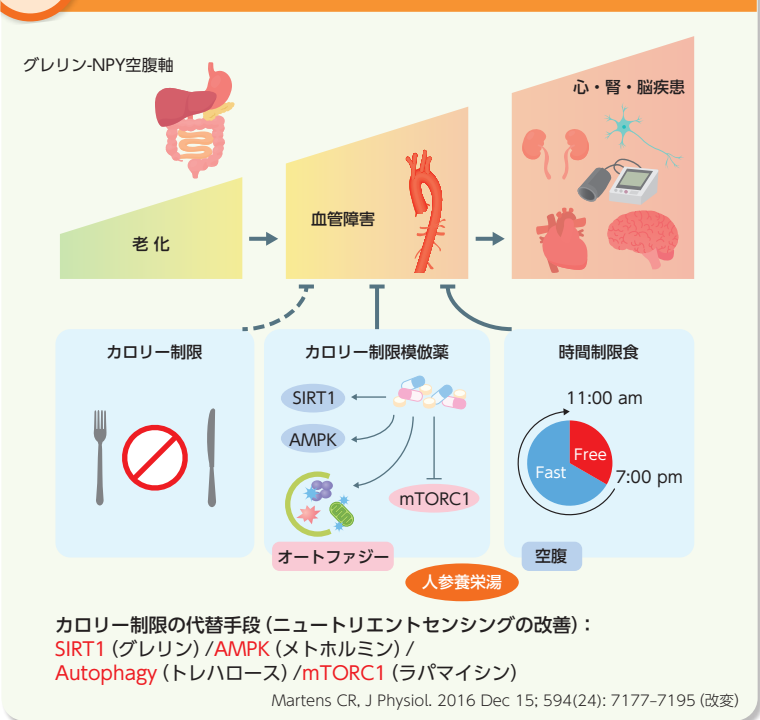 グレリン-NPY空腹軸
心・腎・脳疾患
血管障害
老 化
カロリー制限
カロリー制限模倣薬
時間制限食
SIRT1
AMPK
mTORC1
オートファジー
11:00 am
Free
Fast
7:00 pm
空腹
人参養栄湯
カロリー制限の代替手段（ニュートリエントセンシングの改善）：
SIRT1（グレリン）/AMPK（メトホルミン）/
Autophagy（トレハロース）/mTORC1（ラパマイシン）
Martens CR, J Physiol. 2016 Dec 15; 594(24): 7177–7195（改変）